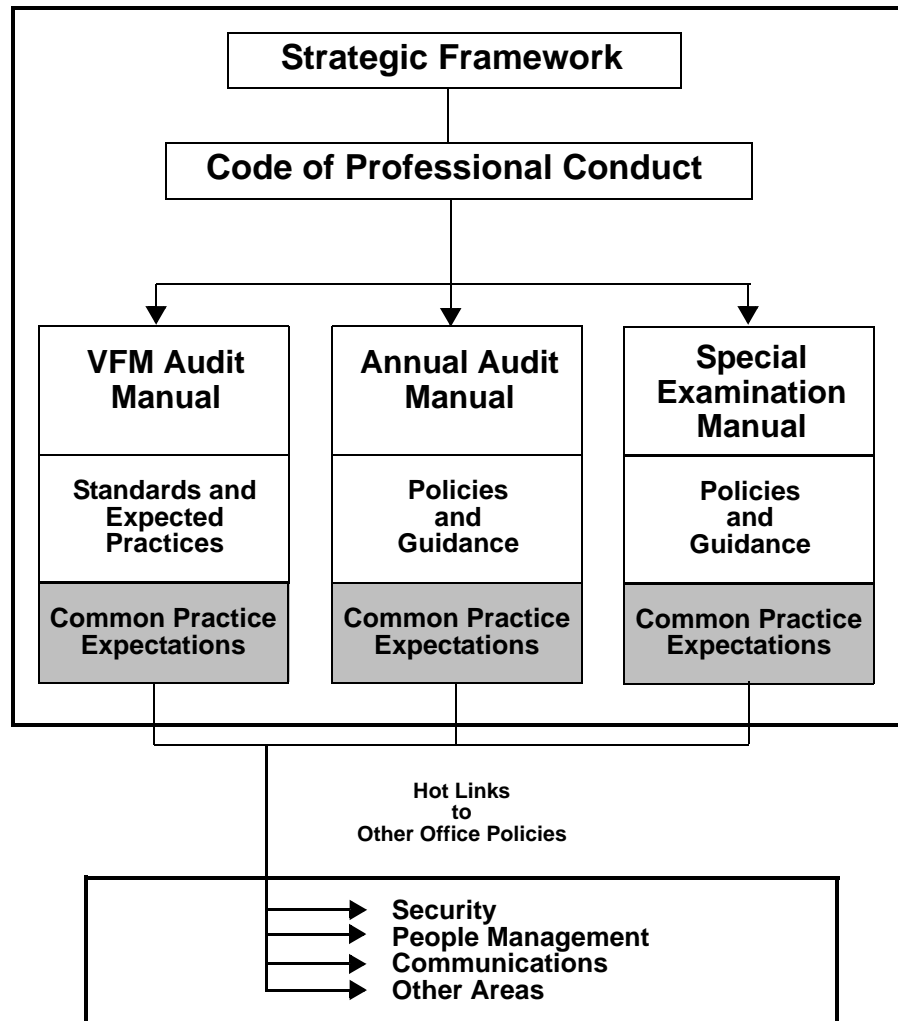 Strategic Framework
Code of Professional Conduct
VFM Audit
Manual
Standards and
Expected
Practices
Common Practice
Expectations
Annual Audit
Manual
Policies
and
Guidance
Common Practice
Expectations
Special
Examination
Manual
Policies
and
Guidance
Common Practice
Expectations
Hot Links
to
Other Office Policies
Security
People Management
Communications
Other Areas